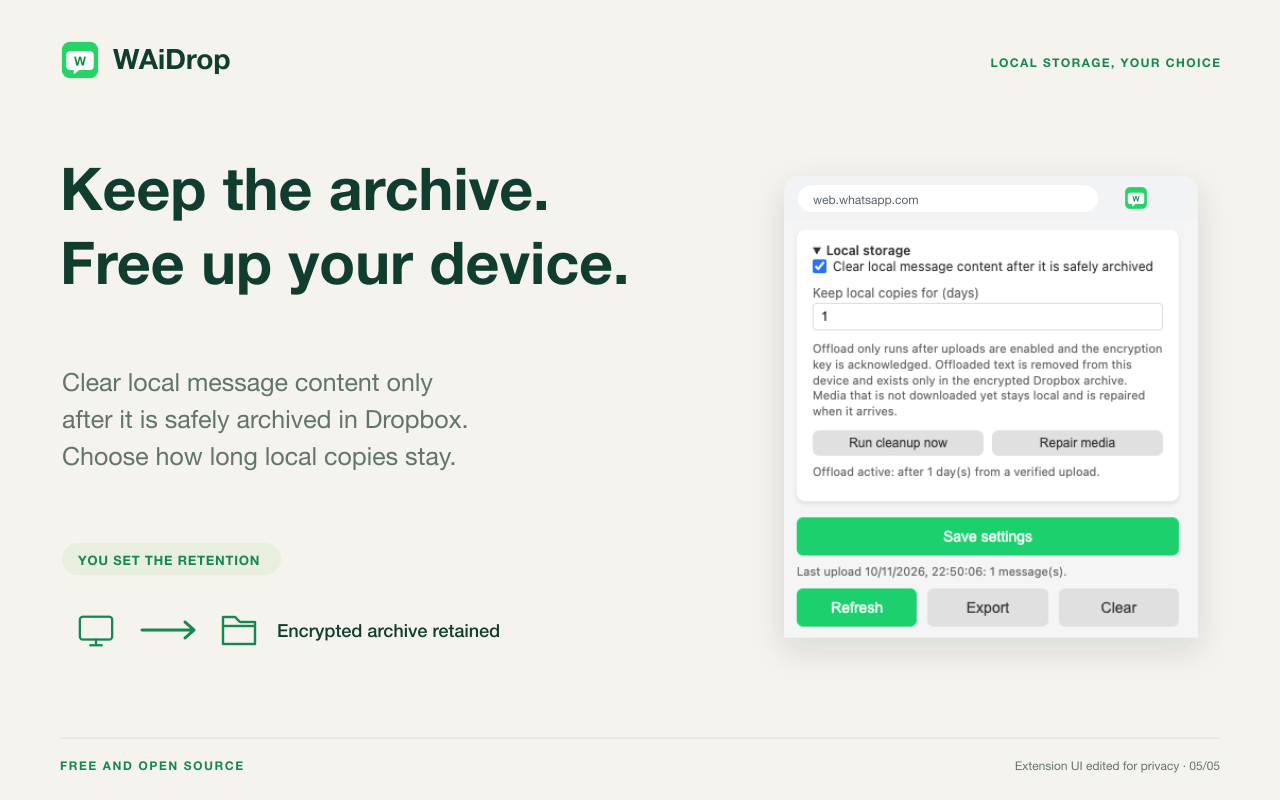 W
WAiDrop
LOCAL STORAGE, YOUR CHOICE
Keep the archive.
Free up your device.
Clear local message content only
after it is safely archived in Dropbox.
Choose how long local copies stay.
YOU SET THE RETENTION
Encrypted archive retained
web.whatsapp.com
W
▼ Local storage
Clear local message content after it is safely archived
Keep local copies for (days)
1
Offload only runs after uploads are enabled and the encryption
key is acknowledged. Offloaded text is removed from this
device and exists only in the encrypted Dropbox archive.
Media that is not downloaded yet stays local and is repaired
when it arrives.
Run cleanup now
Repair media
Offload active: after 1 day(s) from a verified upload.
Save settings
Last upload 10/11/2026, 22:50:06: 1 message(s).
Refresh
Export
Clear
FREE AND OPEN SOURCE
Extension UI edited for privacy · 05/05